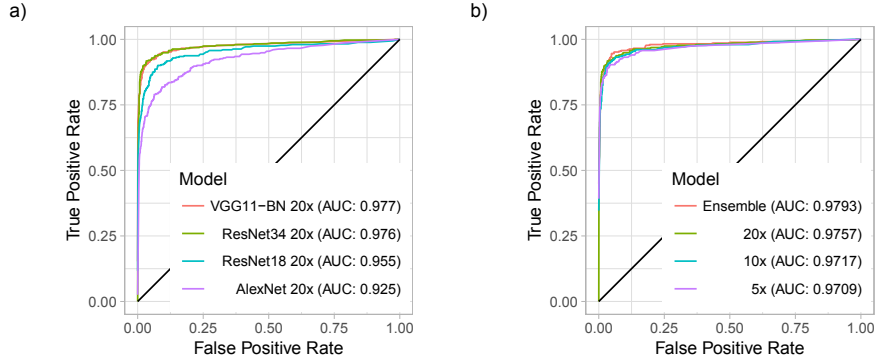 a)
True Positive Rate
1.00
0.75
0.50
0.25
0.00
Model
VGG11−BN 20x (AUC: 0.977)
ResNet34 20x (AUC: 0.976)
ResNet18 20x (AUC: 0.955)
AlexNet 20x (AUC: 0.925)
0.00 0.25 0.50 0.75 1.00
False Positive Rate
b)
True Positive Rate
1.00
0.75
0.50
0.25
0.00
Model
Ensemble (AUC: 0.9793)
20x (AUC: 0.9757)
10x (AUC: 0.9717)
5x (AUC: 0.9709)
0.00 0.25 0.50 0.75 1.00
False Positive Rate